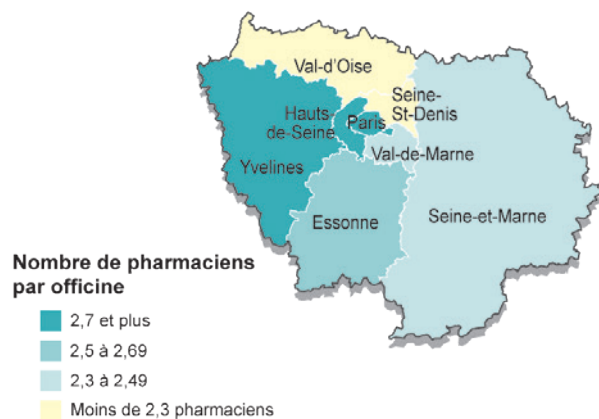 Val-d'Oise
Hauts-
de-Seine
Paris
Seine-
St-Denis
Val-de-Marne
Yvelines
Essonne
Seine-et-Marne
Nombre de pharmaciens
par officine
2,7 et plus
2,5 à 2,69
2,3 à 2,49
Moins de 2,3 pharmaciens